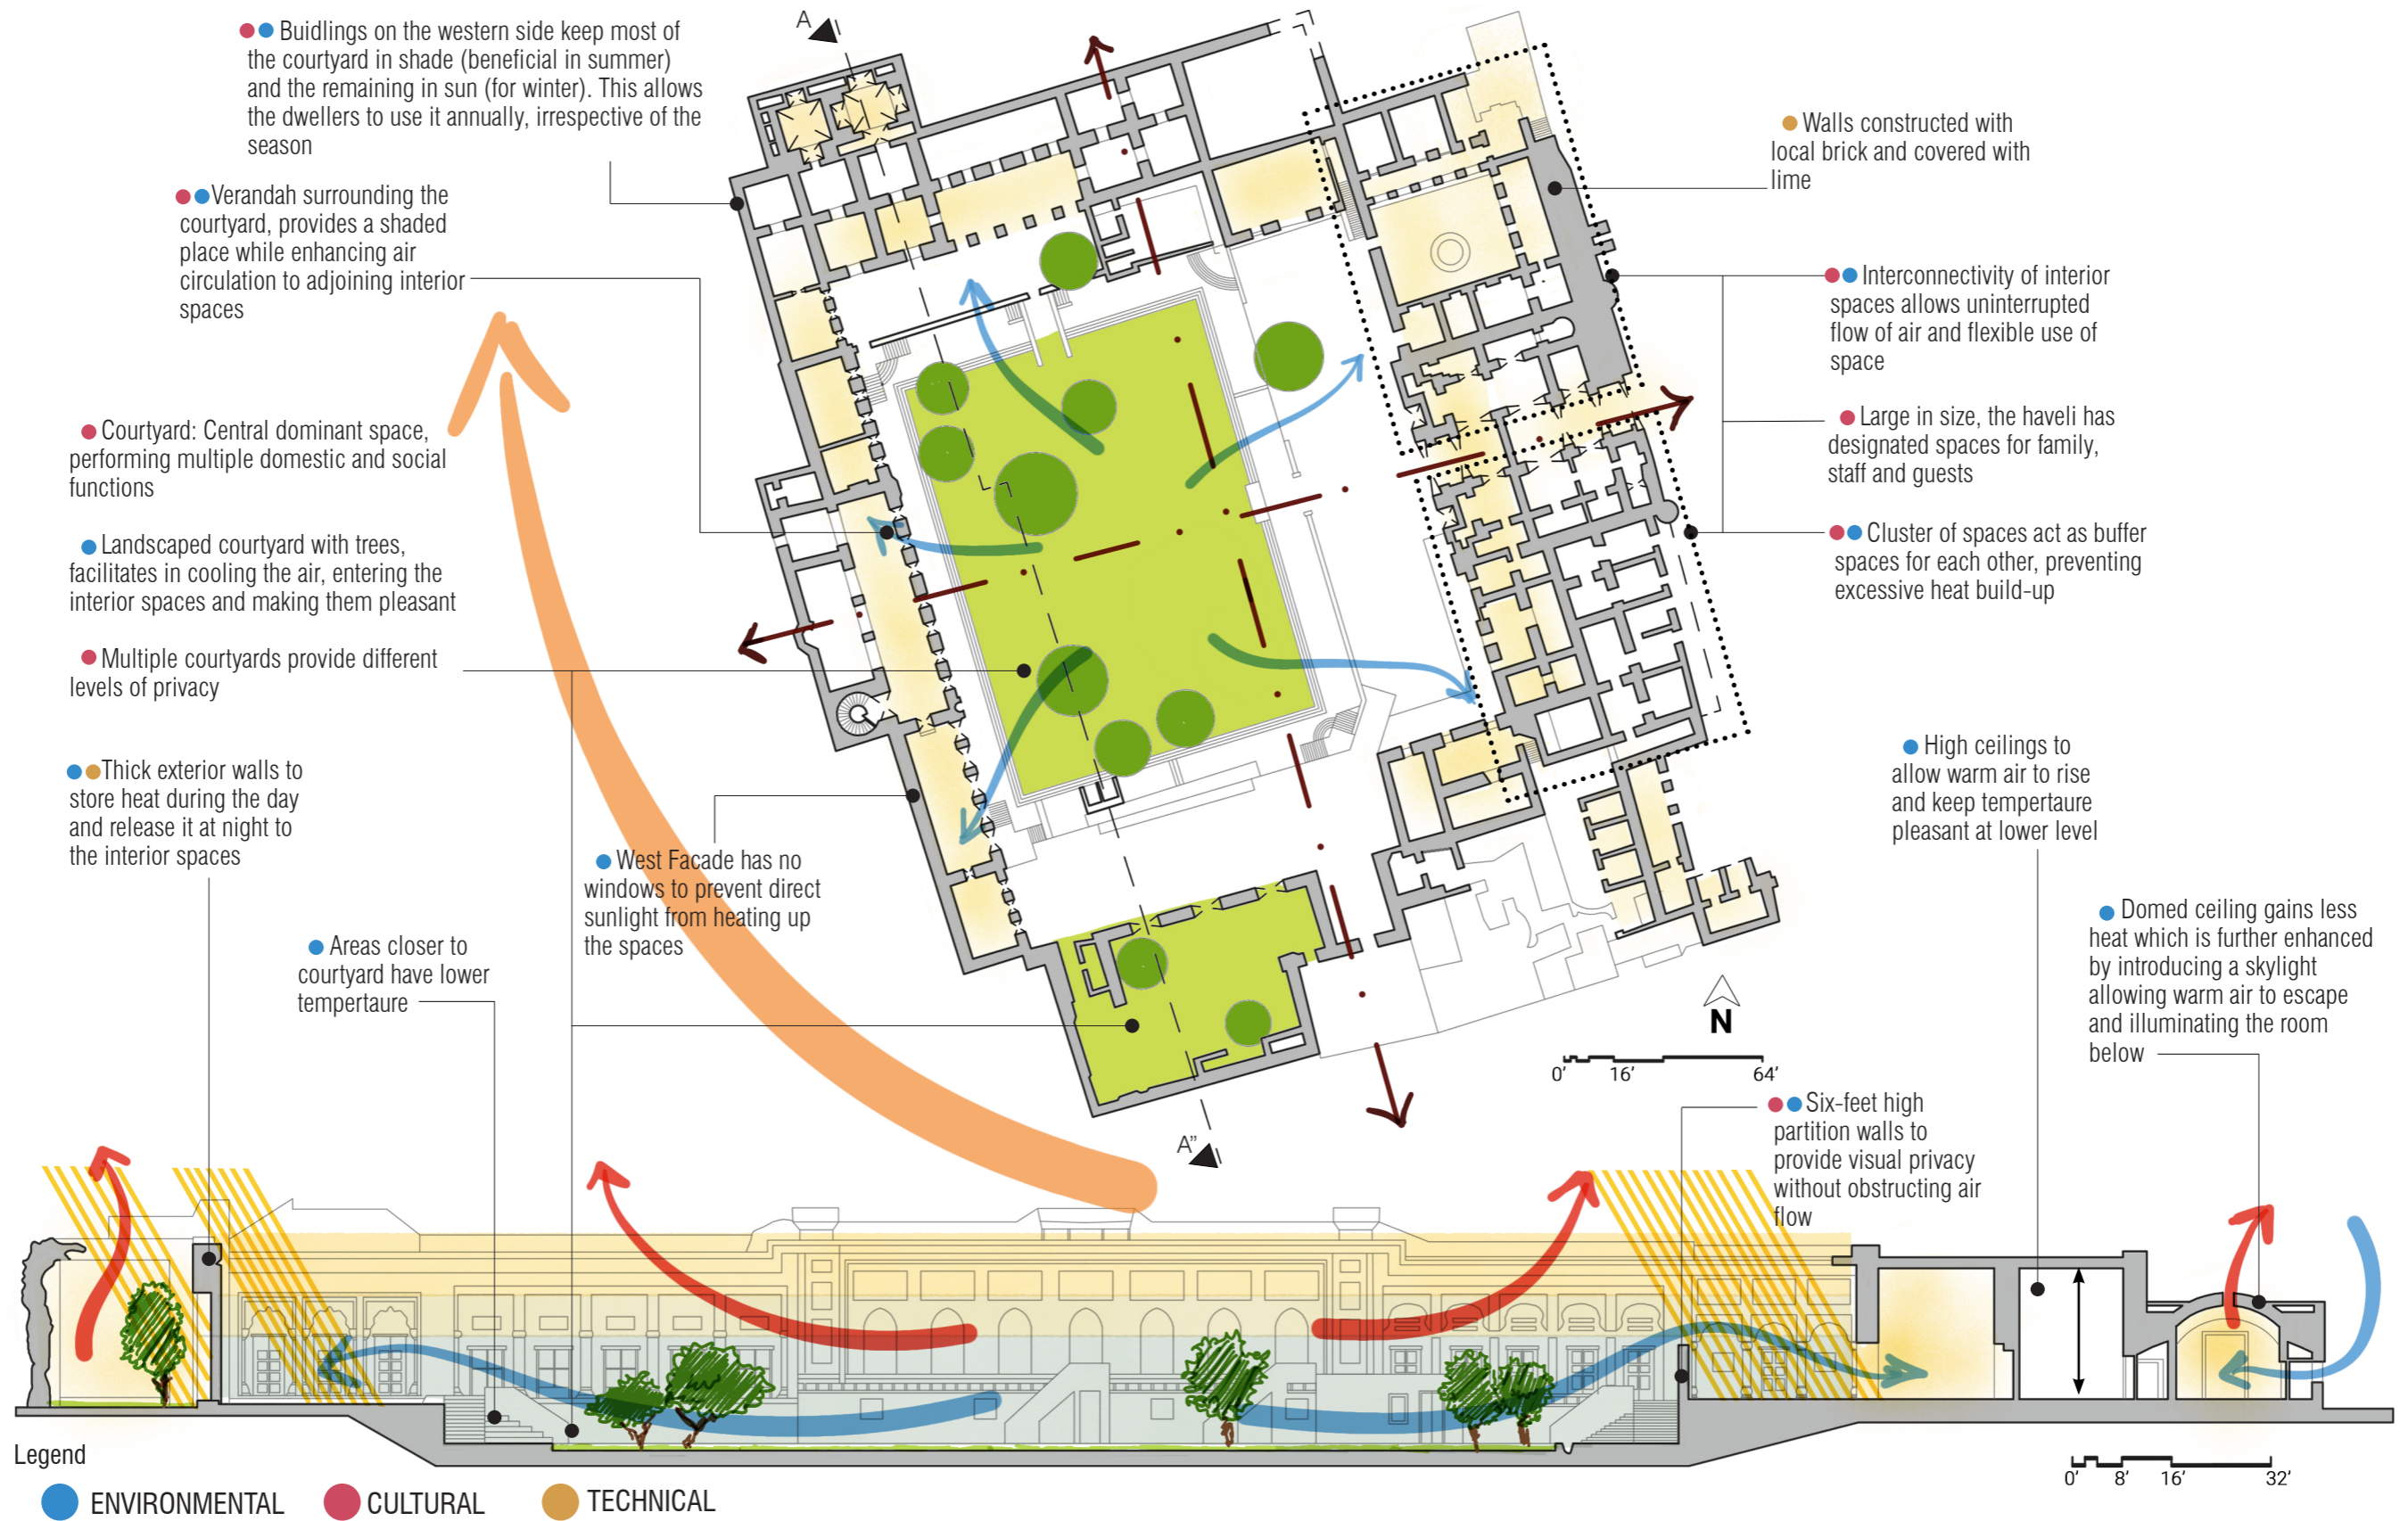 A
Buidlings on the western side keep most of
the courtyard in shade (beneficial in summer)
and the remaining in sun (for winter). This allows
the dwellers to use it annually, irrespective of the
season
Verandah surrounding the
courtyard, provides a shaded
place while enhancing air
circulation to adjoining interior
spaces
Courtyard: Central dominant space,
performing multiple domestic and social
functions
Landscaped courtyard with trees,
facilitates in cooling the air, entering the
interior spaces and making them pleasant
Multiple courtyards provide different
levels of privacy
Thick exterior walls to
store heat during the day
and release it at night to
the interior spaces
Areas closer to
courtyard have lower
tempertaure
West Facade has no
windows to prevent direct
sunlight from heating up
the spaces
Walls constructed with
local brick and covered with
lime
Interconnectivity of interior
spaces allows uninterrupted
flow of air and flexible use of
space
Large in size, the haveli has
designated spaces for family,
staff and guests
Cluster of spaces act as buffer
spaces for each other, preventing
excessive heat build-up
High ceilings to
allow warm air to rise
and keep tempertaure
pleasant at lower level
Domed ceiling gains less
heat which is further enhanced
by introducing a skylight
allowing warm air to escape
and illuminating the room
below
N
0' 16' 64'
Six-feet high
partition walls to
provide visual privacy
without obstructing air
flow
A"
0' 8' 16' 32'
Legend
ENVIRONMENTAL CULTURAL TECHNICAL